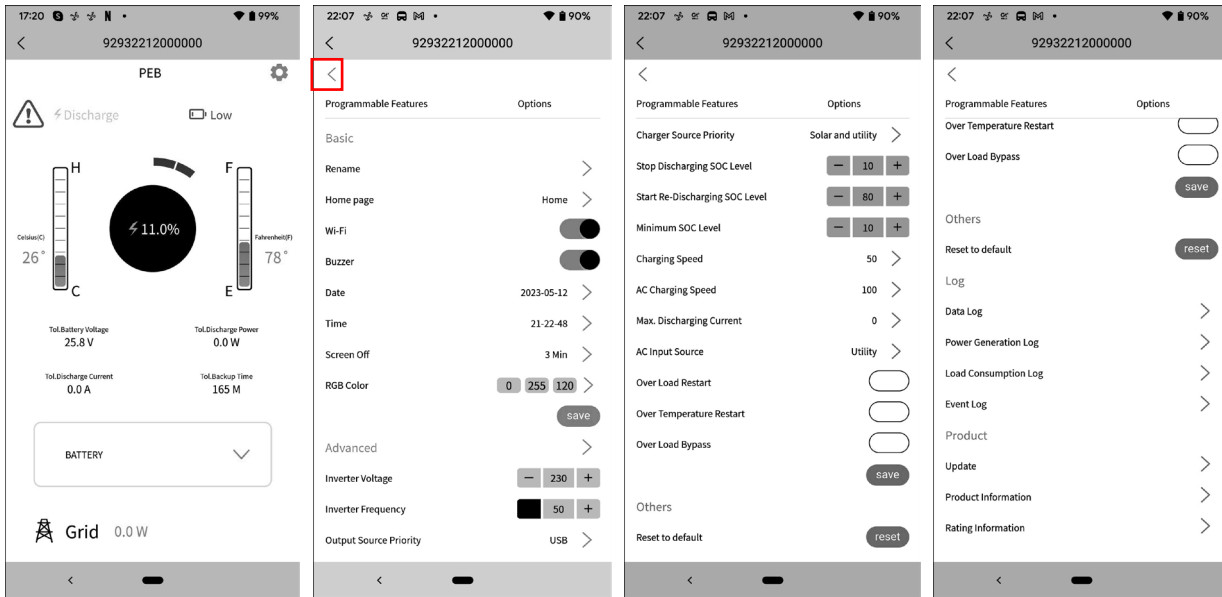 17:20 99%
92932212000000
PEB
Discharge Low
H F
11.0%
Celsius(C) Fahrenheit(F)
26° 78°
C E
Tol.Battery Voltage Tol.Discharge Power
25.8 V 0.0 W
Tol.Discharge Current Tol.Backup Time
0.0 A 165 M
BATTERY
Grid 0.0 W
22:07 90%
92932212000000
Programmable Features Options
Basic
Rename
Home page Home
Wi-Fi
Buzzer
Date 2023-05-12
Time 21-22-48
Screen Off 3 Min
RGB Color 0 255 120
save
Advanced
Inverter Voltage − 230 +
Inverter Frequency 50 +
Output Source Priority USB
22:07 90%
92932212000000
Programmable Features Options
Charger Source Priority Solar and utility
Stop Discharging SOC Level − 10 +
Start Re-Discharging SOC Level − 80 +
Minimum SOC Level − 10 +
Charging Speed 50
AC Charging Speed 100
Max. Discharging Current 0
AC Input Source Utility
Over Load Restart
Over Temperature Restart
Over Load Bypass
save
Others
Reset to default reset
22:07 90%
92932212000000
Programmable Features Options
Over Temperature Restart
Over Load Bypass
save
Others
Reset to default reset
Log
Data Log
Power Generation Log
Load Consumption Log
Event Log
Product
Update
Product Information
Rating Information